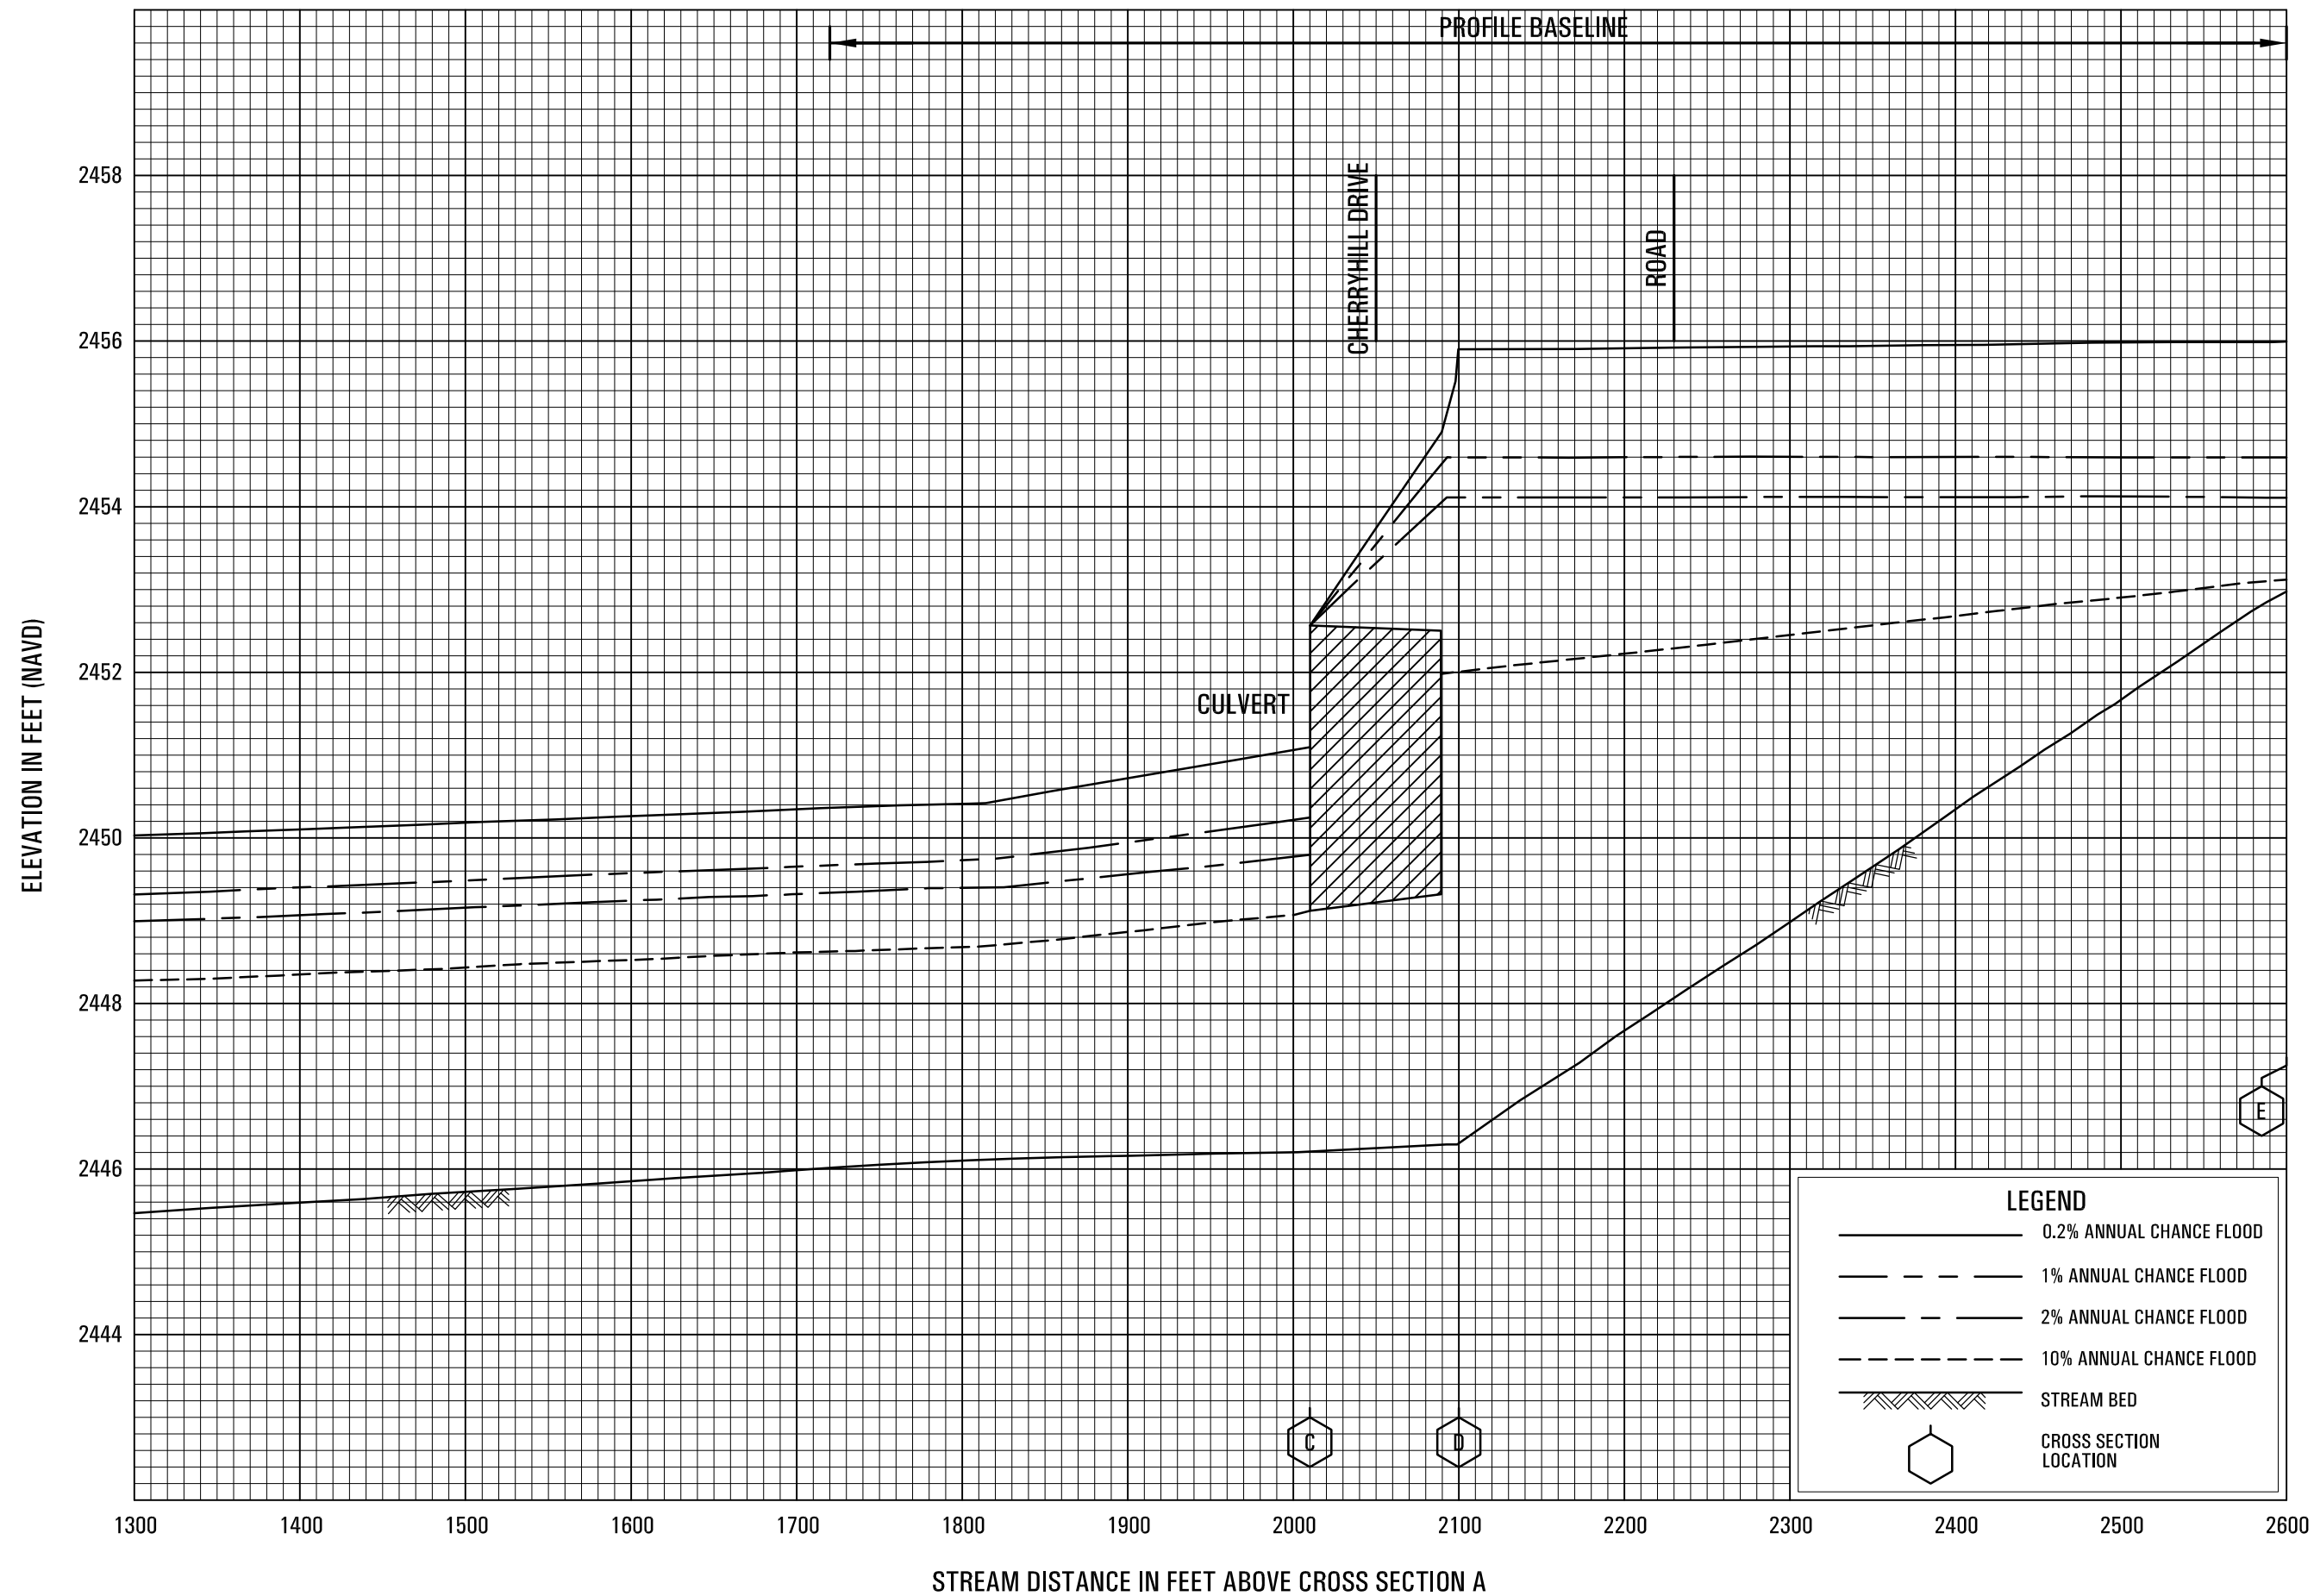 PROFILE BASELINE
CHERRYHILL DRIVE
ROAD
CULVERT
ELEVATION IN FEET (NAVD)
2458
2456
2454
2452
2450
2448
2446
2444
C
D
E
LEGEND
0.2% ANNUAL CHANCE FLOOD
1% ANNUAL CHANCE FLOOD
2% ANNUAL CHANCE FLOOD
10% ANNUAL CHANCE FLOOD
STREAM BED
CROSS SECTION
LOCATION
1300 1400 1500 1600 1700 1800 1900 2000 2100 2200 2300 2400 2500 2600
STREAM DISTANCE IN FEET ABOVE CROSS SECTION A